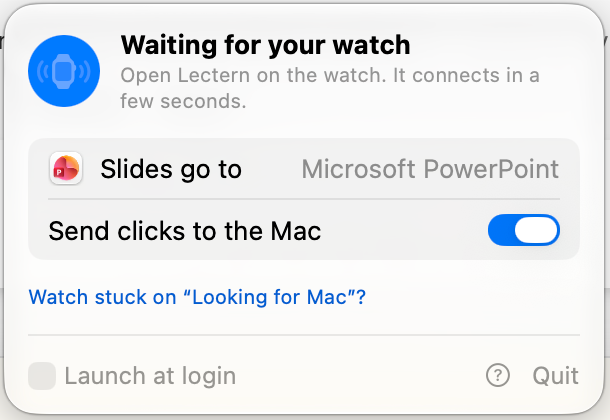 Waiting for your watch
Open Lectern on the watch. It connects in a
few seconds.
Slides go to Microsoft PowerPoint
Send clicks to the Mac
Watch stuck on “Looking for Mac”?
Launch at login ? Quit